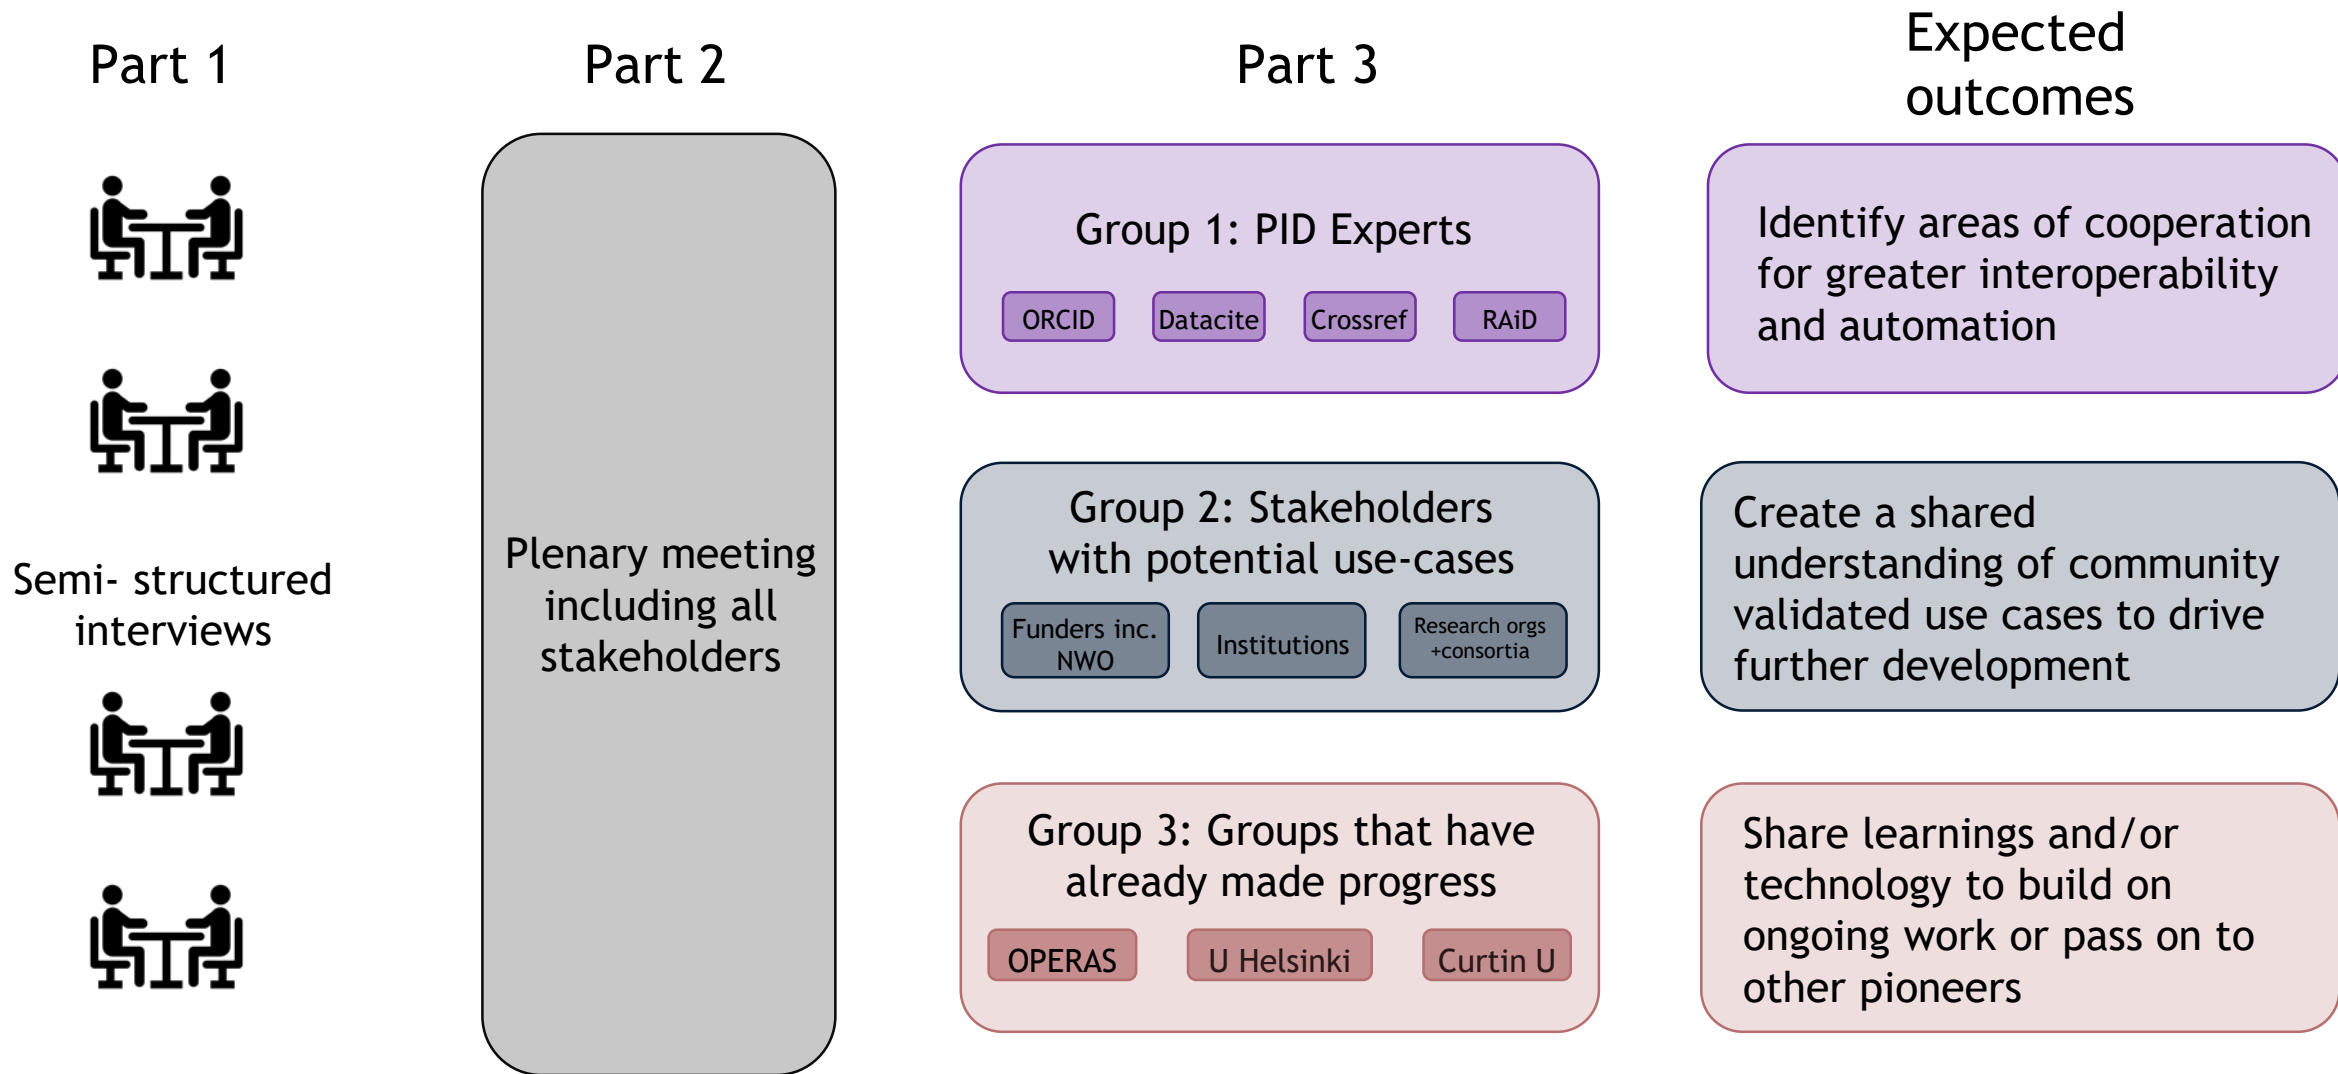 Part 1
Semi- structured
interviews
Part 2
Plenary meeting
including all
stakeholders
Part 3
Group 1: PID Experts
ORCID
Datacite
Crossref
RAiD
Group 2: Stakeholders
with potential use-cases
Funders inc.
NWO
Institutions
Research orgs
+consortia
Group 3: Groups that have
already made progress
OPERAS
U Helsinki
Curtin U
Expected
outcomes
Identify areas of cooperation
for greater interoperability
and automation
Create a shared
understanding of community
validated use cases to drive
further development
Share learnings and/or
technology to build on
ongoing work or pass on to
other pioneers